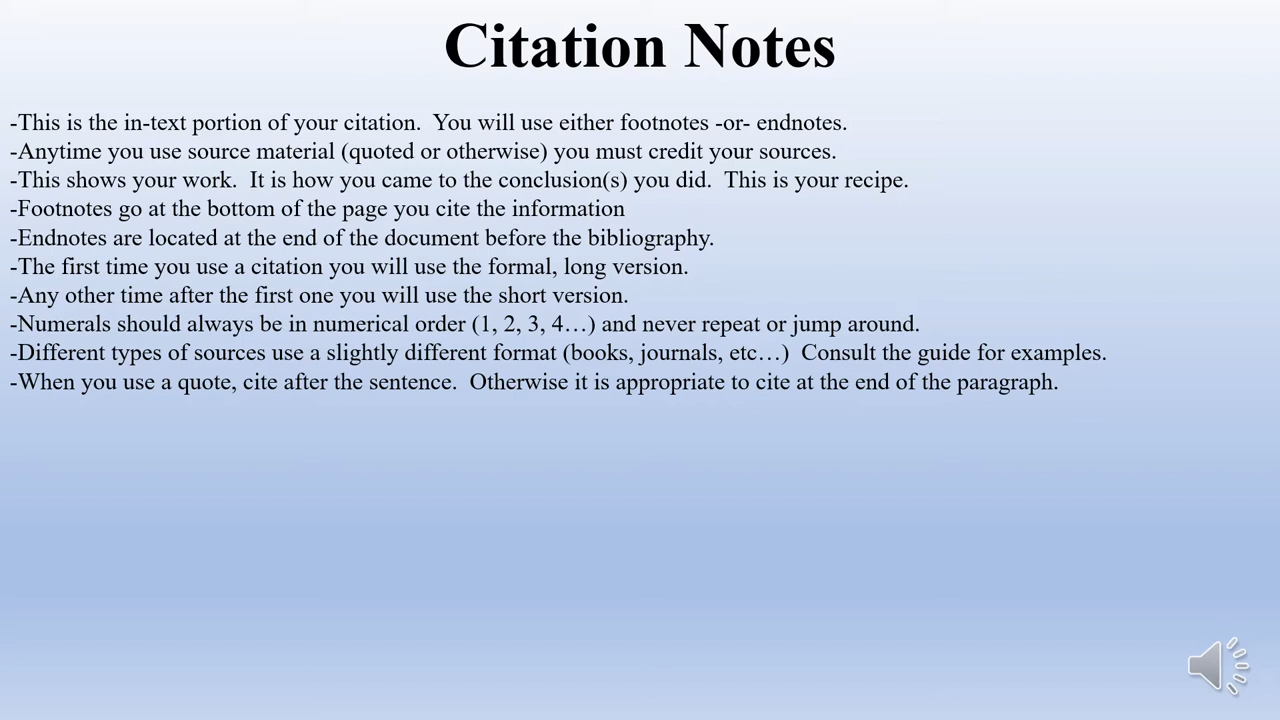 Citation Notes
-This is the in-text portion of your citation.  You will use either footnotes -or- endnotes.
-Anytime you use source material (quoted or otherwise) you must credit your sources.
-This shows your work.  It is how you came to the conclusion(s) you did.  This is your recipe.
-Footnotes go at the bottom of the page you cite the information
-Endnotes are located at the end of the document before the bibliography.
-The first time you use a citation you will use the formal, long version.
-Any other time after the first one you will use the short version.
-Numerals should always be in numerical order (1, 2, 3, 4…) and never repeat or jump around.
-Different types of sources use a slightly different format (books, journals, etc…)  Consult the guide for examples.
-When you use a quote, cite after the sentence.  Otherwise it is appropriate to cite at the end of the paragraph.